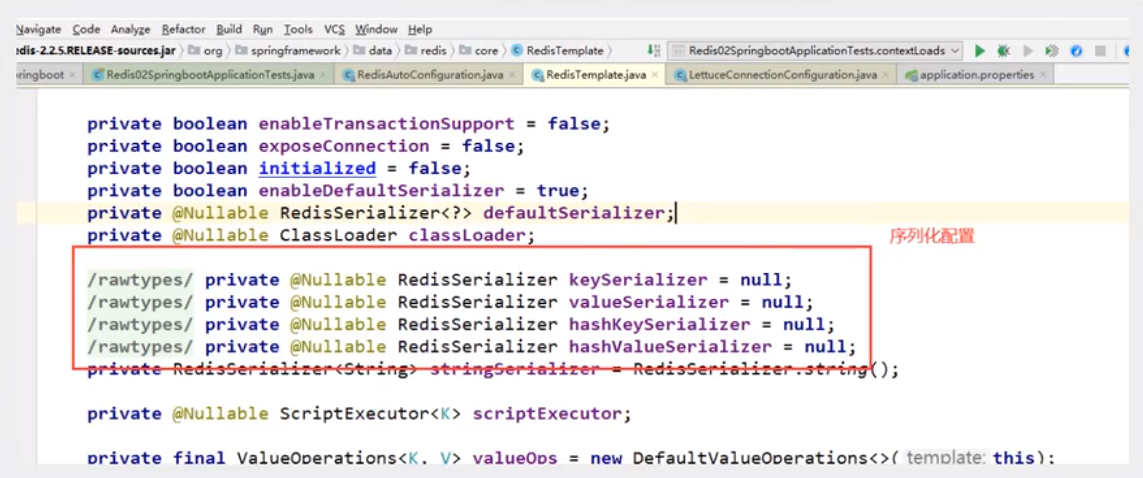 Navigate Code Analyze Refactor Build Run Tools VCS Window Help
edis-2.2.5.RELEASE-sources.jar org springframework data redis core RedisTemplate Redis02SpringbootApplicationTests.contextLoads
ringboot Redis02SpringbootApplicationTests.java RedisAutoConfiguration.java RedisTemplate.java LettuceConnectionConfiguration.java application.properties
private boolean enableTransactionSupport = false;
private boolean exposeConnection = false;
private boolean initialized = false;
private boolean enableDefaultSerializer = true;
private @Nullable RedisSerializer<?> defaultSerializer;
private @Nullable ClassLoader classLoader;
序列化配置
/rawtypes/ private @Nullable RedisSerializer keySerializer = null;
/rawtypes/ private @Nullable RedisSerializer valueSerializer = null;
/rawtypes/ private @Nullable RedisSerializer hashKeySerializer = null;
/rawtypes/ private @Nullable RedisSerializer hashValueSerializer = null;
private RedisSerializer<String> stringSerializer = RedisSerializer.string();
private @Nullable ScriptExecutor<K> scriptExecutor;
private final ValueOperations<K, V> valueOps = new DefaultValueOperations<>( template: this);